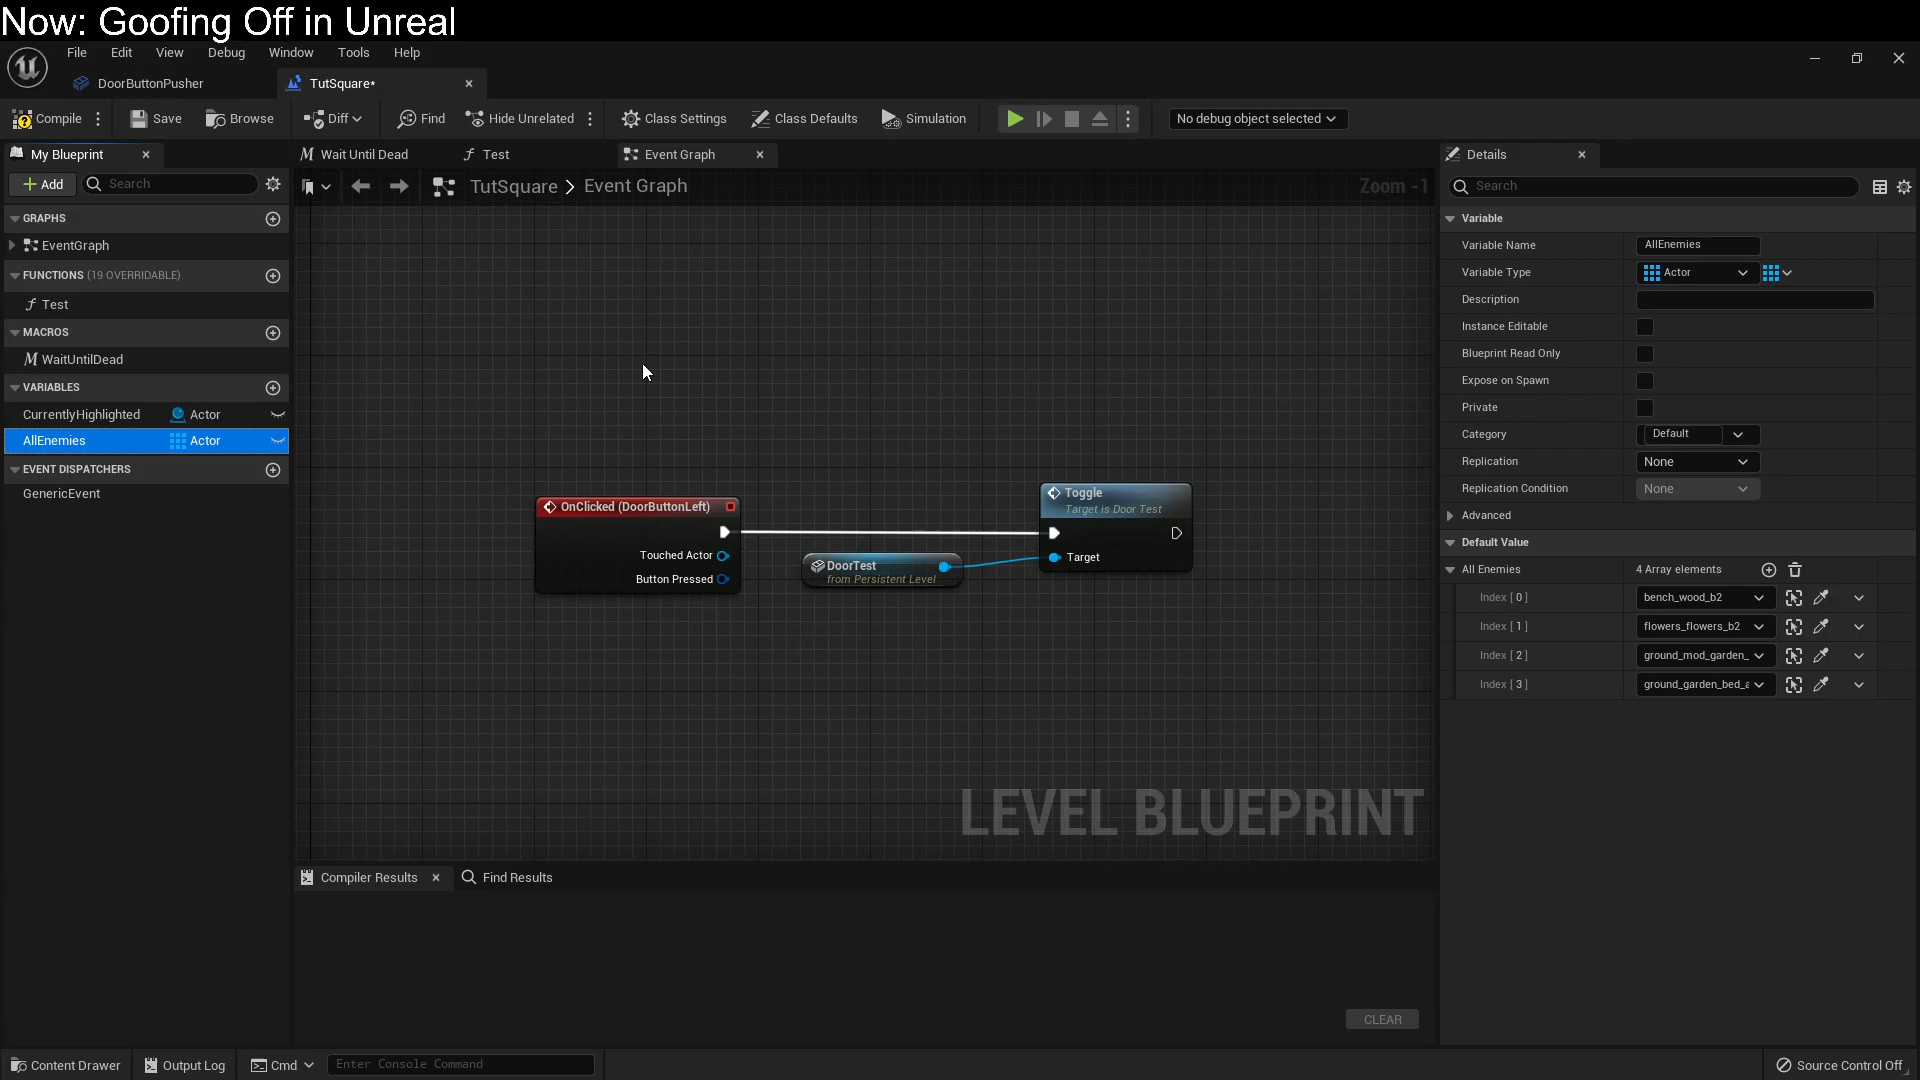 Now: Goofing Off in Unreal
File Edit View Debug Window Tools Help
DoorButtonPusher TutSquare*
Compile Save Browse Diff Find Hide Unrelated Class Settings Class Defaults Simulation No debug object selected
My Blueprint
Add Search
GRAPHS
EventGraph
FUNCTIONS (19 OVERRIDABLE)
Test
MACROS
WaitUntilDead
VARIABLES
CurrentlyHighlighted Actor
AllEnemies Actor
EVENT DISPATCHERS
GenericEvent
Wait Until Dead Test Event Graph
TutSquare > Event Graph Zoom -1
OnClicked (DoorButtonLeft)
Touched Actor
Button Pressed
DoorTest
from Persistent Level
Toggle
Target is Door Test
Target
LEVEL BLUEPRINT
Compiler Results Find Results
CLEAR
Details
Search
Variable
Variable Name AllEnemies
Variable Type Actor
Description
Instance Editable
Blueprint Read Only
Expose on Spawn
Private
Category Default
Replication None
Replication Condition None
Advanced
Default Value
All Enemies 4 Array elements
Index [ 0 ] bench_wood_b2
Index [ 1 ] flowers_flowers_b2
Index [ 2 ] ground_mod_garden_
Index [ 3 ] ground_garden_bed_a
Content Drawer Output Log Cmd Enter Console Command Source Control Off